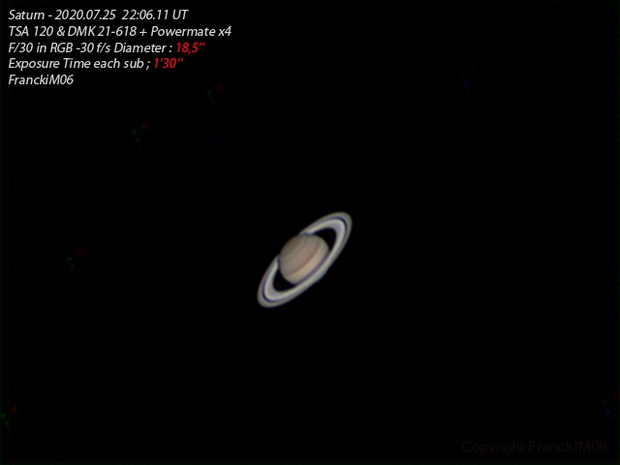 Saturn - 2020.07.25  22:06.11 UT
TSA 120 & DMK 21-618 + Powermate x4
F/30 in RGB -30 f/s Diameter : 18,5’’
Exposure Time each sub ; 1’30’’
FranckiM06
Copyright FranckIM06